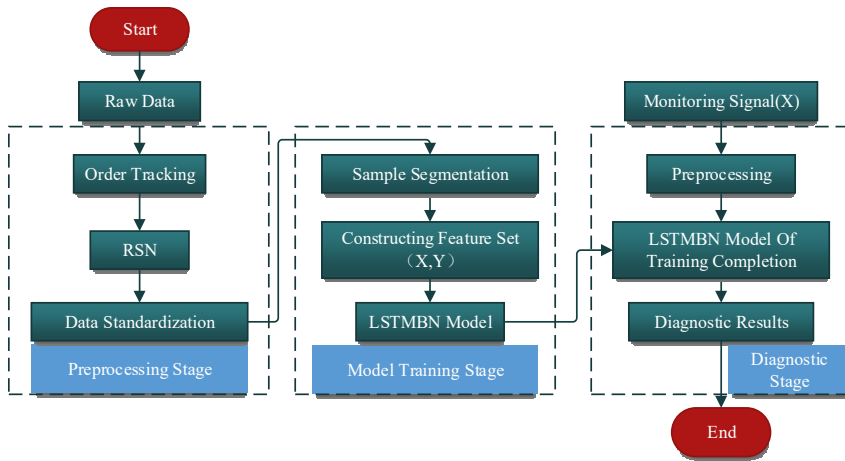 Start
Raw Data
Order Tracking
RSN
Data Standardization
Preprocessing Stage
Sample Segmentation
Constructing Feature Set
（X,Y）
LSTMBN Model
Model Training Stage
Monitoring Signal(X)
Preprocessing
LSTMBN Model Of
Training Completion
Diagnostic Results
Diagnostic
Stage
End